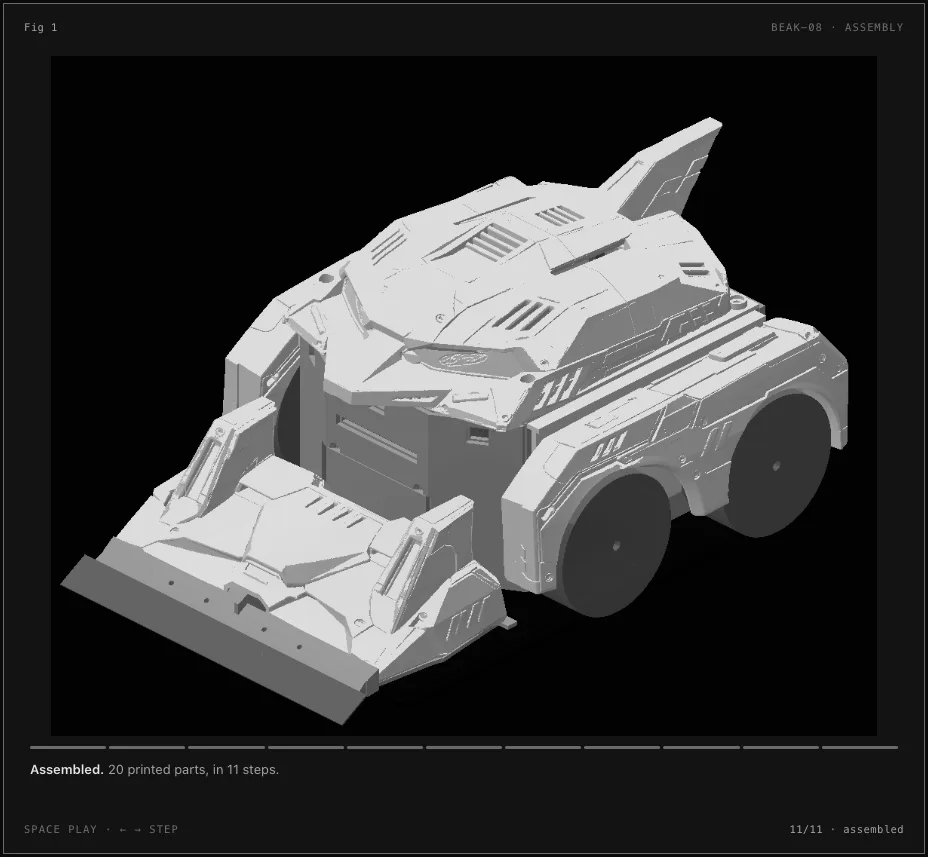 Fig 1
BEAK—08 · ASSEMBLY
Assembled. 20 printed parts, in 11 steps.
SPACE PLAY · ← → STEP
11/11 · assembled